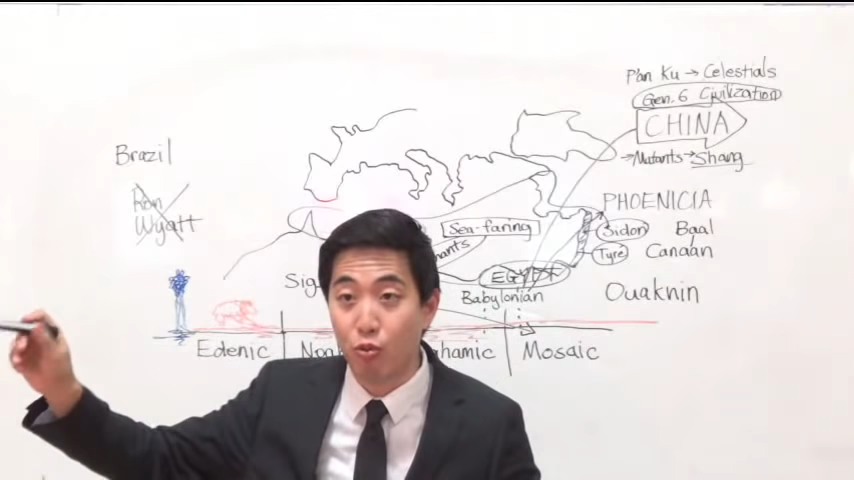 P'an Ku → Celestials
Gen. 6 Civilization
CHINA
→ Mutants → Shang
Brazil
Ron
Wyatt
PHOENICIA
Sea-faring
Sidon Baal
Tyre Canaan
EGYPT
Babylonian
Ouaknin
Edenic
Mosaic